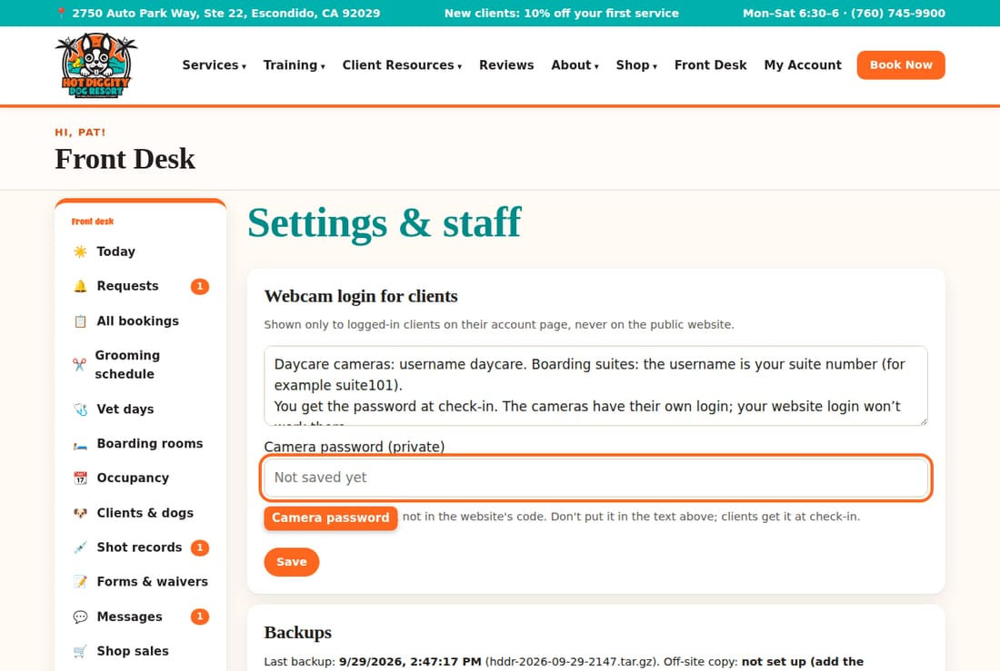 2750 Auto Park Way, Ste 22, Escondido, CA 92029
New clients: 10% off your first service
Mon–Sat 6:30–6 · (760) 745-9900
HOT DIGGITY
DOG RESORT
Services ▾
Training ▾
Client Resources ▾
Reviews
About ▾
Shop ▾
Front Desk
My Account
Book Now
HI, PAT!
Front Desk
Front desk
Today
Requests 1
All bookings
Grooming
schedule
Vet days
Boarding rooms
Occupancy
Clients & dogs
Shot records 1
Forms & waivers
Messages 1
Shop sales
Settings & staff
Webcam login for clients
Shown only to logged-in clients on their account page, never on the public website.
Daycare cameras: username daycare. Boarding suites: the username is your suite number (for
example suite101).
You get the password at check-in. The cameras have their own login; your website login won’t
work there.
Camera password (private)
Not saved yet
Camera password
not in the website's code. Don't put it in the text above; clients get it at check-in.
Save
Backups
Last backup: 9/29/2026, 2:47:17 PM (hddr-2026-09-29-2147.tar.gz). Off-site copy: not set up (add the